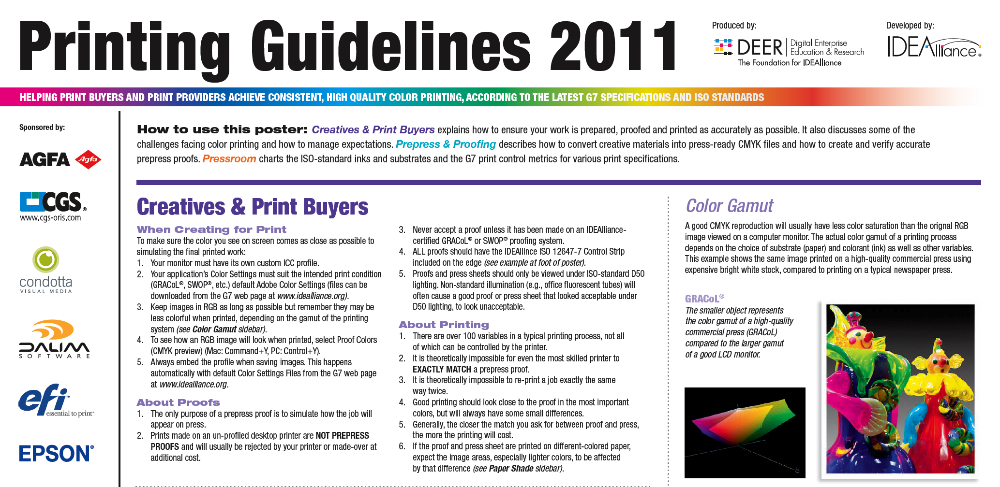 Printing Guidelines 2011
Produced by:
DEER
Digital Enterprise
Education & Research
The Foundation for IDEAlliance
Developed by:
IDEAlliance®
HELPING PRINT BUYERS AND PRINT PROVIDERS ACHIEVE CONSISTENT, HIGH QUALITY COLOR PRINTING, ACCORDING TO THE LATEST G7 SPECIFICATIONS AND ISO STANDARDS
Sponsored by:
AGFA Agfa
CGS®
www.cgs-oris.com
condotta
VISUAL MEDIA
DALIM
SOFTWARE
efi™
essential to print™
EPSON®
How to use this poster: Creatives & Print Buyers explains how to ensure your work is prepared, proofed and printed as accurately as possible. It also discusses some of the
challenges facing color printing and how to manage expectations. Prepress & Proofing describes how to convert creative materials into press-ready CMYK files and how to create and verify accurate
prepress proofs. Pressroom charts the ISO-standard inks and substrates and the G7 print control metrics for various print specifications.
Creatives & Print Buyers
When Creating for Print
To make sure the color you see on screen comes as close as possible to
simulating the final printed work:
1. Your monitor must have its own custom ICC profile.
2. Your application's Color Settings must suit the intended print condition
(GRACoL®, SWOP®, etc.) default Adobe Color Settings (files can be
downloaded from the G7 web page at www.idealliance.org).
3. Keep images in RGB as long as possible but remember they may be
less colorful when printed, depending on the gamut of the printing
system (see Color Gamut sidebar).
4. To see how an RGB image will look when printed, select Proof Colors
(CMYK preview) (Mac: Command+Y, PC: Control+Y).
5. Always embed the profile when saving images. This happens
automatically with default Color Settings Files from the G7 web page
at www.idealliance.org.
About Proofs
1. The only purpose of a prepress proof is to simulate how the job will
appear on press.
2. Prints made on an un-profiled desktop printer are NOT PREPRESS
PROOFS and will usually be rejected by your printer or made-over at
additional cost.
3. Never accept a proof unless it has been made on an IDEAlliance-
certified GRACoL® or SWOP® proofing system.
4. ALL proofs should have the IDEAllince ISO 12647-7 Control Strip
included on the edge (see example at foot of poster).
5. Proofs and press sheets should only be viewed under ISO-standard D50
lighting. Non-standard illumination (e.g., office fluorescent tubes) will
often cause a good proof or press sheet that looked acceptable under
D50 lighting, to look unacceptable.
About Printing
1. There are over 100 variables in a typical printing process, not all
of which can be controlled by the printer.
2. It is theoretically impossible for even the most skilled printer to
EXACTLY MATCH a prepress proof.
3. It is theoretically impossible to re-print a job exactly the same
way twice.
4. Good printing should look close to the proof in the most important
colors, but will always have some small differences.
5. Generally, the closer the match you ask for between proof and press,
the more the printing will cost.
6. If the proof and press sheet are printed on different-colored paper,
expect the image areas, especially lighter colors, to be affected
by that difference (see Paper Shade sidebar).
Color Gamut
A good CMYK reproduction will usually have less color saturation than the orignal RGB
image viewed on a computer monitor. The actual color gamut of a printing process
depends on the choice of substrate (paper) and colorant (ink) as well as other variables.
This example shows the same image printed on a high-quality commercial press using
expensive bright white stock, compared to printing on a typical newspaper press.
GRACoL®
The smaller object represents
the color gamut of a high-quality
commercial press (GRACoL)
compared to the larger gamut
of a good LCD monitor.
b